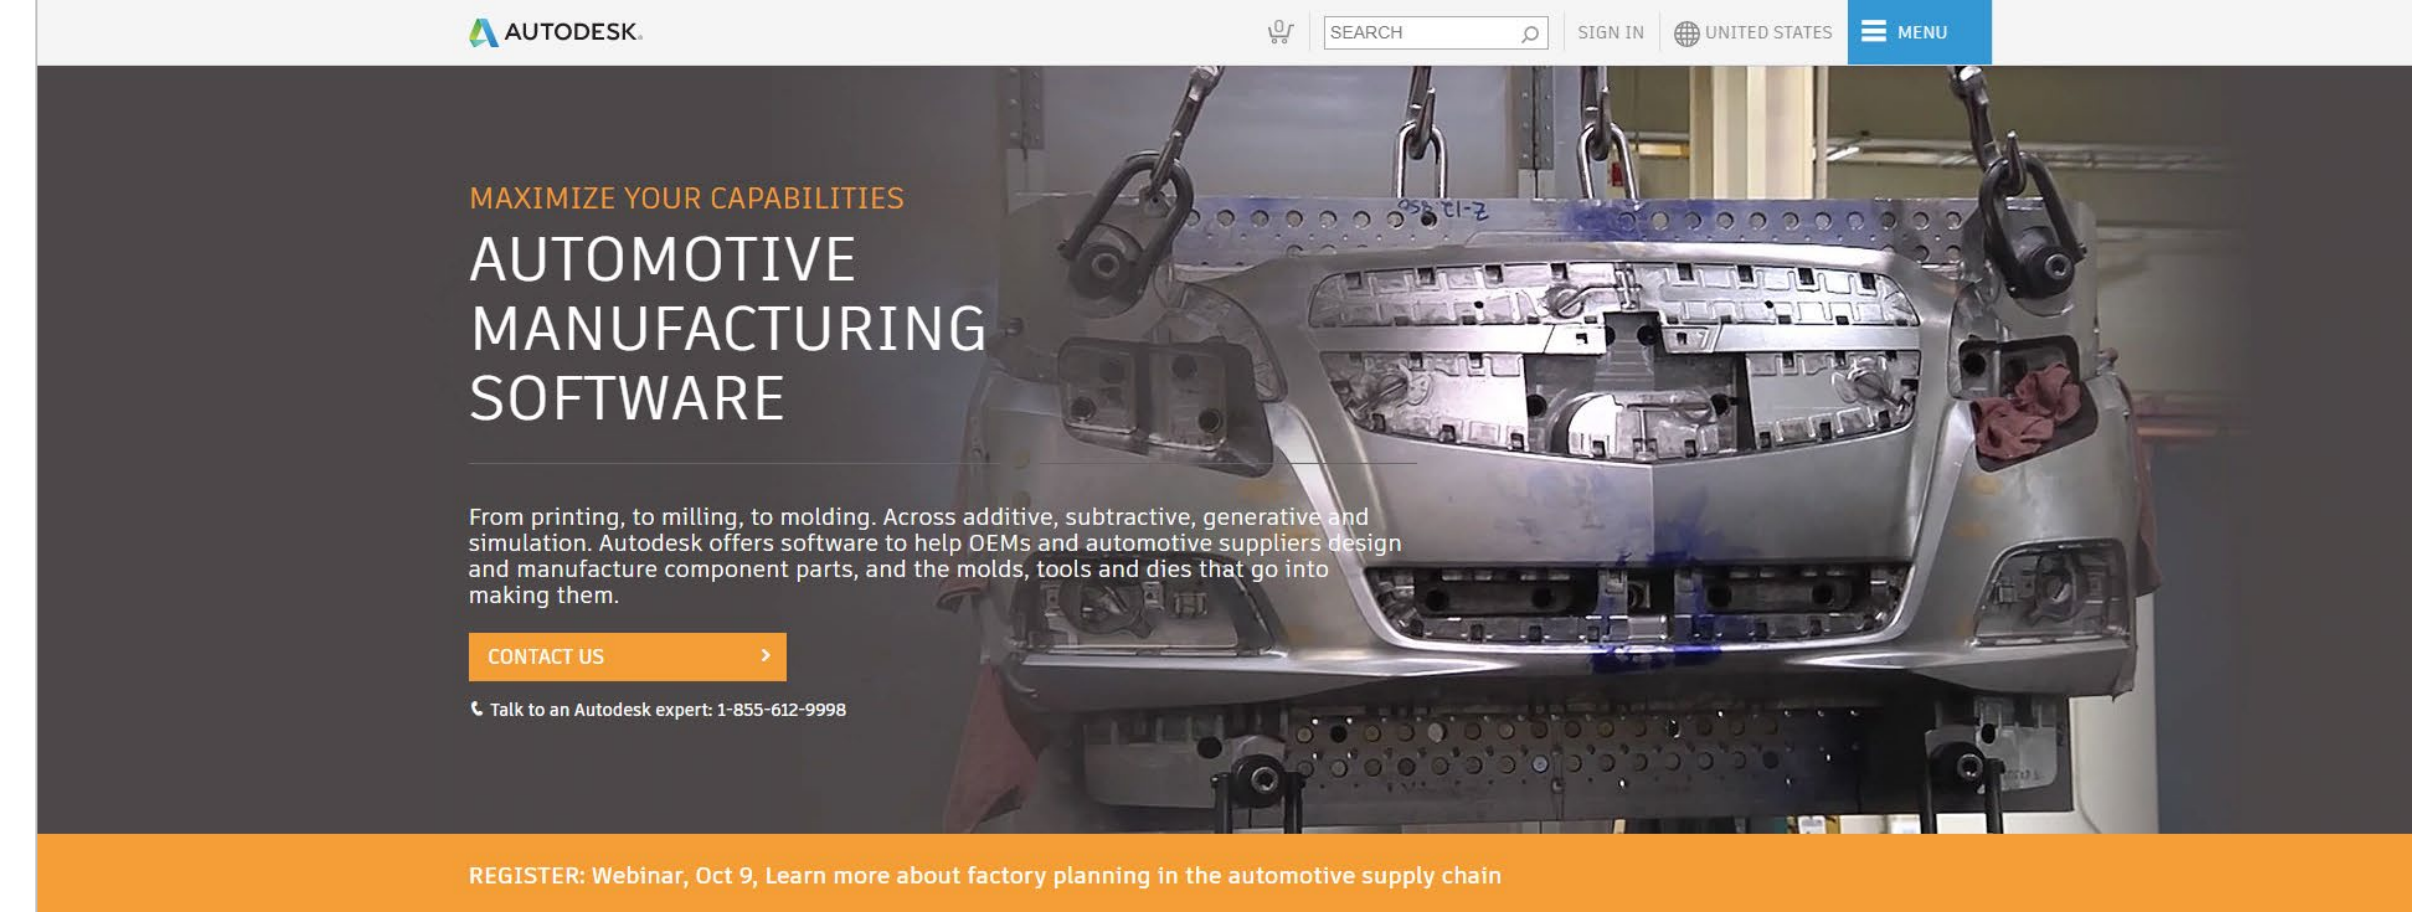 AUTODESK.
0
SEARCH
SIGN IN
UNITED STATES
MENU
MAXIMIZE YOUR CAPABILITIES
AUTOMOTIVE
MANUFACTURING
SOFTWARE
From printing, to milling, to molding. Across additive, subtractive, generative and
simulation. Autodesk offers software to help OEMs and automotive suppliers design
and manufacture component parts, and the molds, tools and dies that go into
making them.
CONTACT US
Talk to an Autodesk expert: 1-855-612-9998
REGISTER: Webinar, Oct 9, Learn more about factory planning in the automotive supply chain